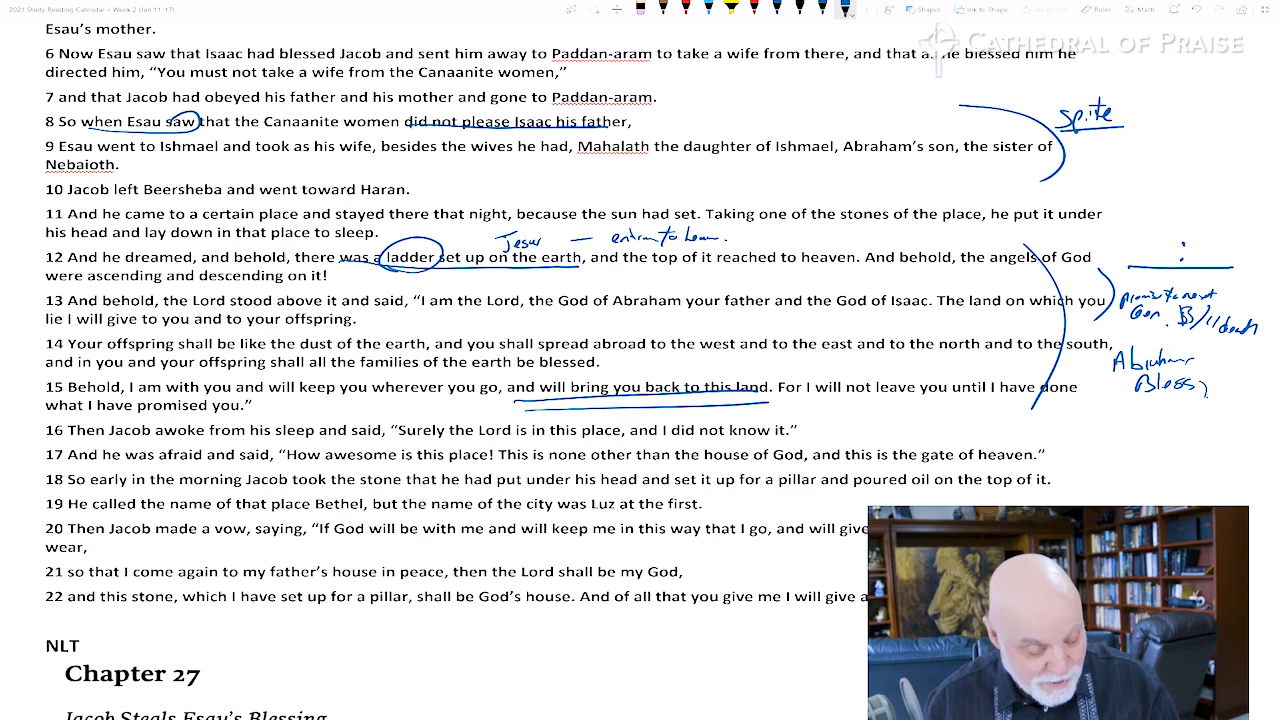 2021 Study Reading Calendar – Week 2 (Jan 11-17)
Shapes
Ink to Shape
Ink to Text
Ruler
Math
CATHEDRAL OF PRAISE
Esau's mother.
6 Now Esau saw that Isaac had blessed Jacob and sent him away to Paddan-aram to take a wife from there, and that as he blessed him he
directed him, “You must not take a wife from the Canaanite women,”
7 and that Jacob had obeyed his father and his mother and gone to Paddan-aram.
8 So when Esau saw that the Canaanite women did not please Isaac his father,
spite
9 Esau went to Ishmael and took as his wife, besides the wives he had, Mahalath the daughter of Ishmael, Abraham’s son, the sister of
Nebaioth.
10 Jacob left Beersheba and went toward Haran.
11 And he came to a certain place and stayed there that night, because the sun had set. Taking one of the stones of the place, he put it under
his head and lay down in that place to sleep.
Jesus —
12 And he dreamed, and behold, there was a ladder set up on the earth, and the top of it reached to heaven. And behold, the angels of God
were ascending and descending on it!
13 And behold, the Lord stood above it and said, “I am the Lord, the God of Abraham your father and the God of Isaac. The land on which you
lie I will give to you and to your offspring.
Gen.
14 Your offspring shall be like the dust of the earth, and you shall spread abroad to the west and to the east and to the north and to the south,
and in you and your offspring shall all the families of the earth be blessed.
Abraham
Bless
15 Behold, I am with you and will keep you wherever you go, and will bring you back to this land. For I will not leave you until I have done
what I have promised you.”
16 Then Jacob awoke from his sleep and said, “Surely the Lord is in this place, and I did not know it.”
17 And he was afraid and said, “How awesome is this place! This is none other than the house of God, and this is the gate of heaven.”
18 So early in the morning Jacob took the stone that he had put under his head and set it up for a pillar and poured oil on the top of it.
19 He called the name of that place Bethel, but the name of the city was Luz at the first.
20 Then Jacob made a vow, saying, “If God will be with me and will keep me in this way that I go, and will give
wear,
21 so that I come again to my father’s house in peace, then the Lord shall be my God,
22 and this stone, which I have set up for a pillar, shall be God’s house. And of all that you give me I will give a
NLT
Chapter 27
Jacob Steals Esau’s Blessing